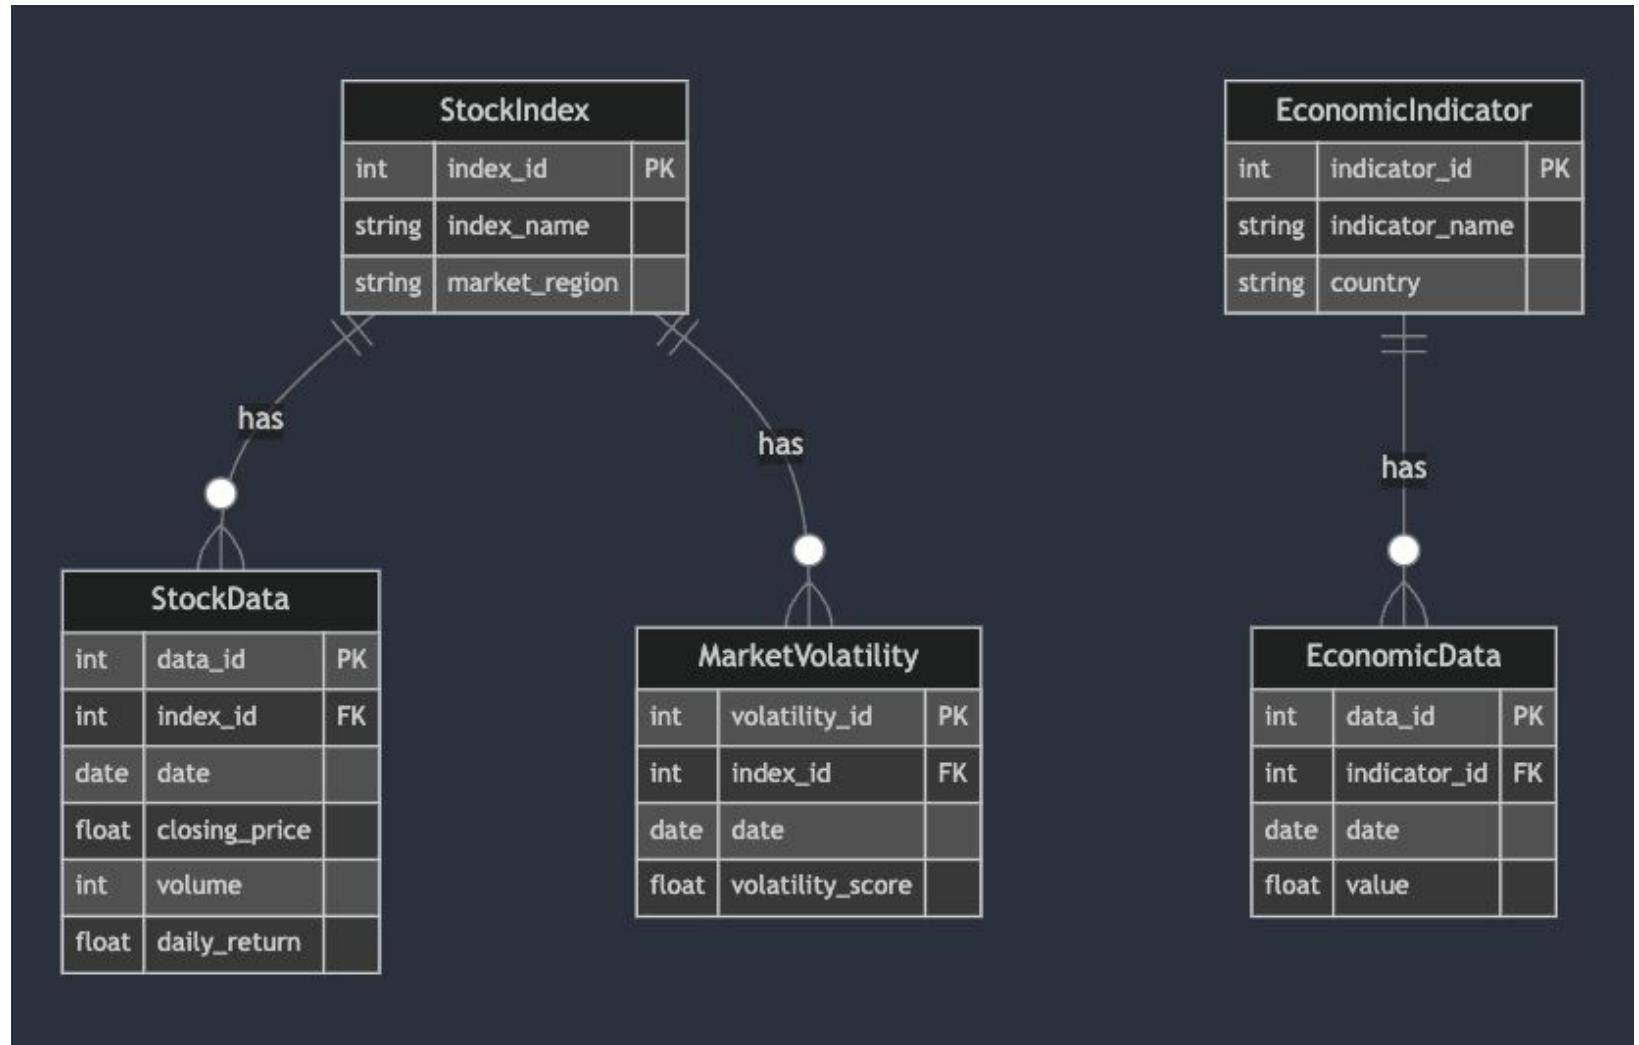 StockIndex
int index_id PK
string index_name
string market_region
EconomicIndicator
int indicator_id PK
string indicator_name
string country
has
has
has
StockData
int data_id PK
int index_id FK
date date
float closing_price
int volume
float daily_return
MarketVolatility
int volatility_id PK
int index_id FK
date date
float volatility_score
EconomicData
int data_id PK
int indicator_id FK
date date
float value